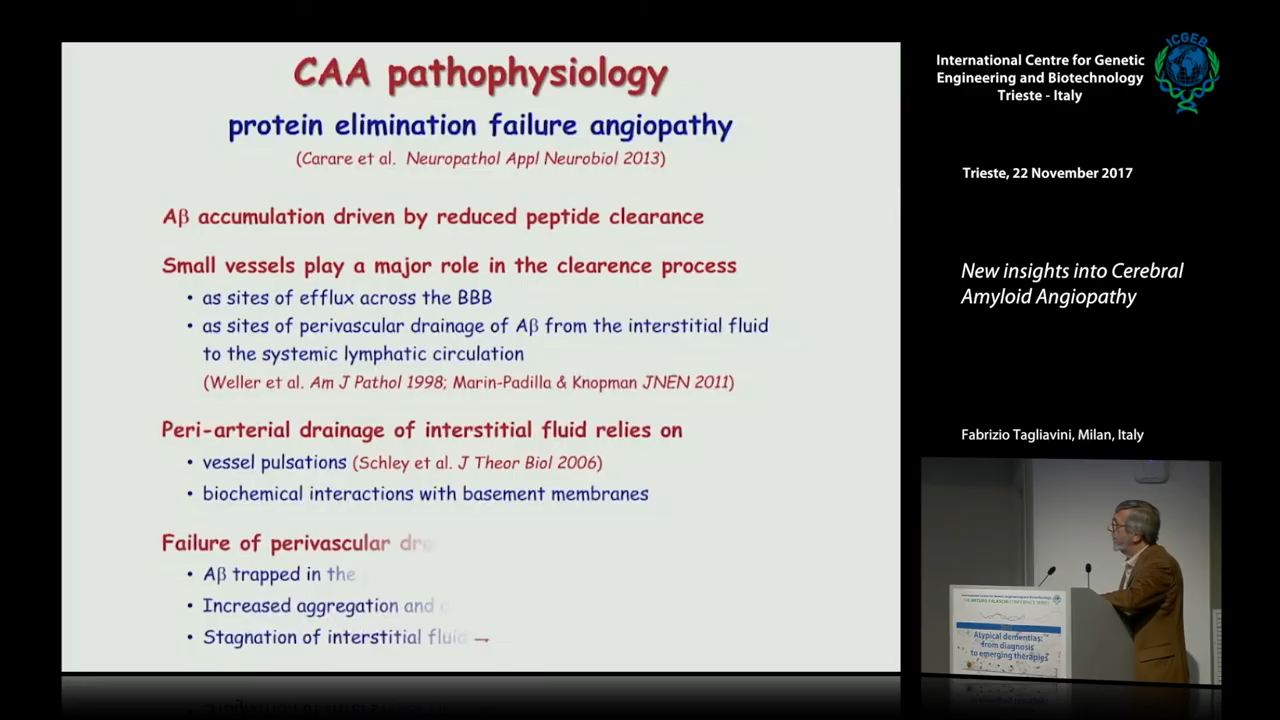 CAA pathophysiology
protein elimination failure angiopathy
(Carare et al. Neuropathol Appl Neurobiol 2013)
Aβ accumulation driven by reduced peptide clearance
Small vessels play a major role in the clearence process
• as sites of efflux across the BBB
• as sites of perivascular drainage of Aβ from the interstitial fluid
to the systemic lymphatic circulation
(Weller et al. Am J Pathol 1998; Marin-Padilla & Knopman JNEN 2011)
Peri-arterial drainage of interstitial fluid relies on
• vessel pulsations (Schley et al. J Theor Biol 2006)
• biochemical interactions with basement membranes
Failure of perivascular
• Aβ trapped in the
• Increased aggregation and
• Stagnation of interstitial fluid
ICGEB
International Centre for Genetic
Engineering and Biotechnology
Trieste - Italy
Trieste, 22 November 2017
New insights into Cerebral
Amyloid Angiopathy
Fabrizio Tagliavini, Milan, Italy
Atypical dementias:
from diagnosis
to emerging therapies